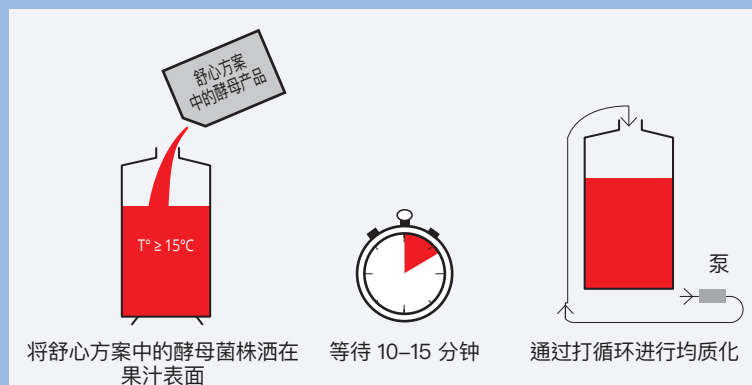 舒心方案
中的酵母产品
T° ≥ 15°C
泵
将舒心方案中的酵母菌株洒在
果汁表面
等待 10–15 分钟
通过打循环进行均质化